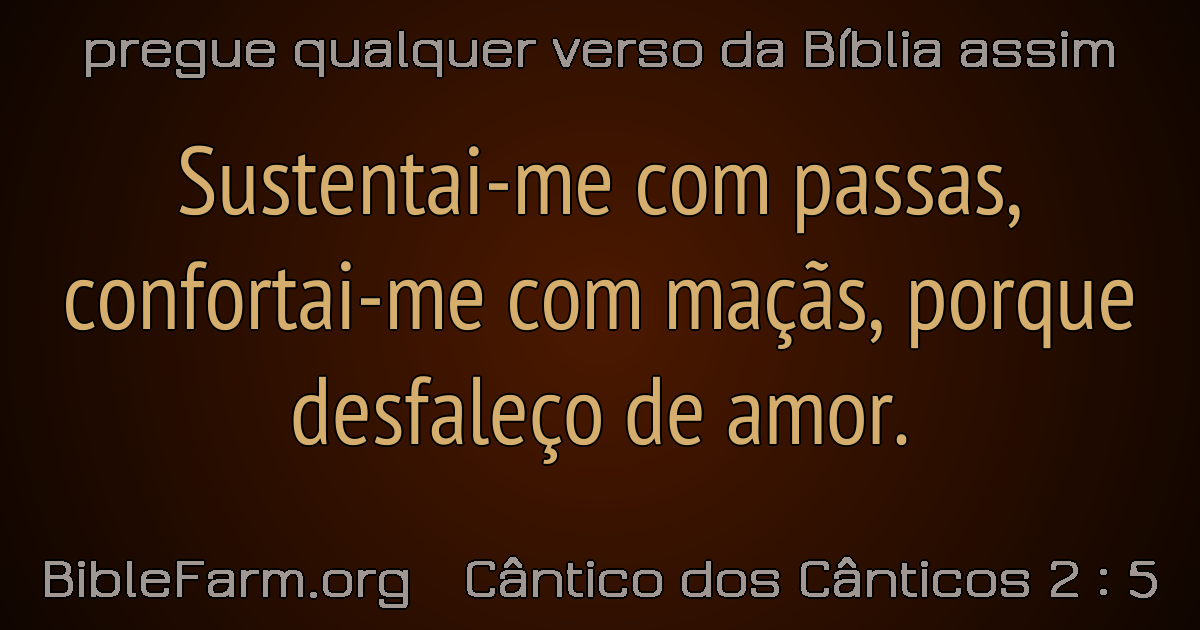 pregue qualquer verso da Bíblia assim
Sustentai-me com passas,
confortai-me com maçãs, porque
desfaleço de amor.
BibleFarm.org Cântico dos Cânticos 2 : 5